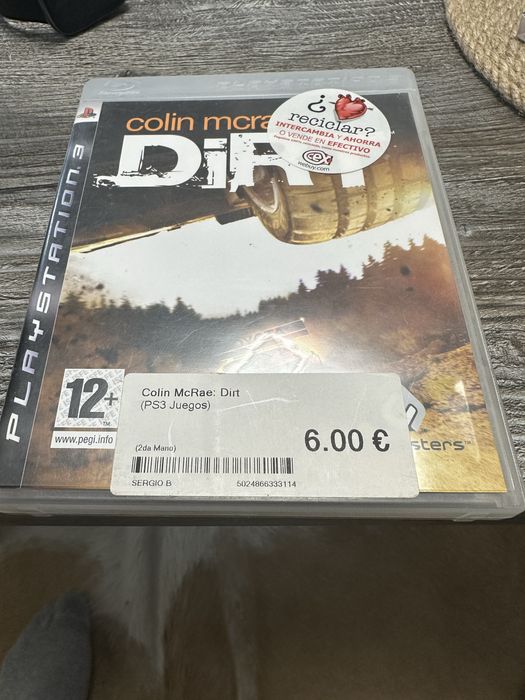 PLAYSTATION 3
colin mcra
DiRT
¿
reciclar?
INTERCAMBIA Y AHORRA
O VENDE EN EFECTIVO
webuy.com
12+
www.pegi.info
Colin McRae: Dirt
(PS3 Juegos)
(2da Mano)
6.00 €
SERGIO B
5024866333114
sters